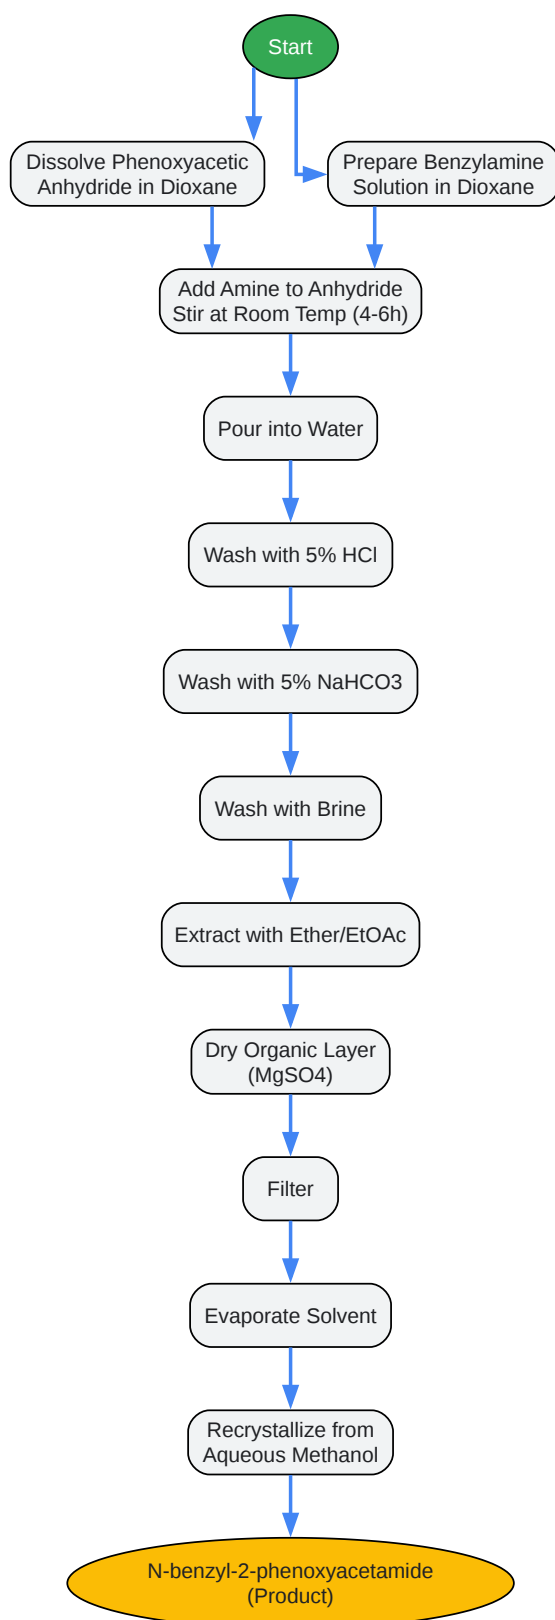 Start
Dissolve Phenoxyacetic
Anhydride in Dioxane
Prepare Benzylamine
Solution in Dioxane
Add Amine to Anhydride
Stir at Room Temp (4-6h)
Pour into Water
Wash with 5% HCl
Wash with 5% NaHCO3
Wash with Brine
Extract with Ether/EtOAc
Dry Organic Layer
(MgSO4)
Filter
Evaporate Solvent
Recrystallize from
Aqueous Methanol
N-benzyl-2-phenoxyacetamide
(Product)